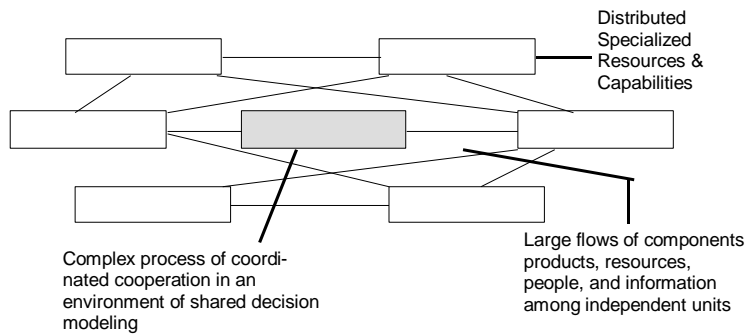 Distributed
Specialized
Resources &
Capabilities
Complex process of coordi-
nated cooperation in an
environment of shared decision
modeling
Large flows of components
products, resources,
people, and information
among independent units